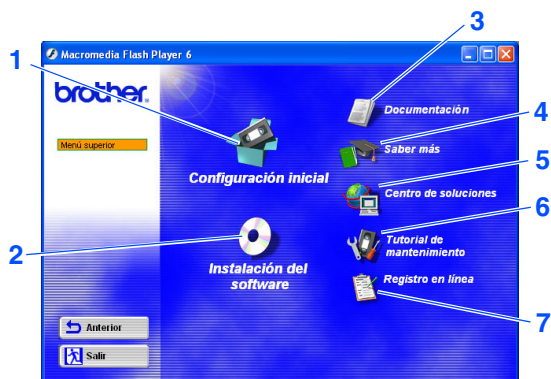 3
1
Macromedia Flash Player 6
brother.
Documentación
4
Menú superior
Saber más
5
Configuración inicial
Centro de soluciones
6
2
Tutorial de
mantenimiento
Instalación del
software
Registro en línea
7
Anterior
Salir